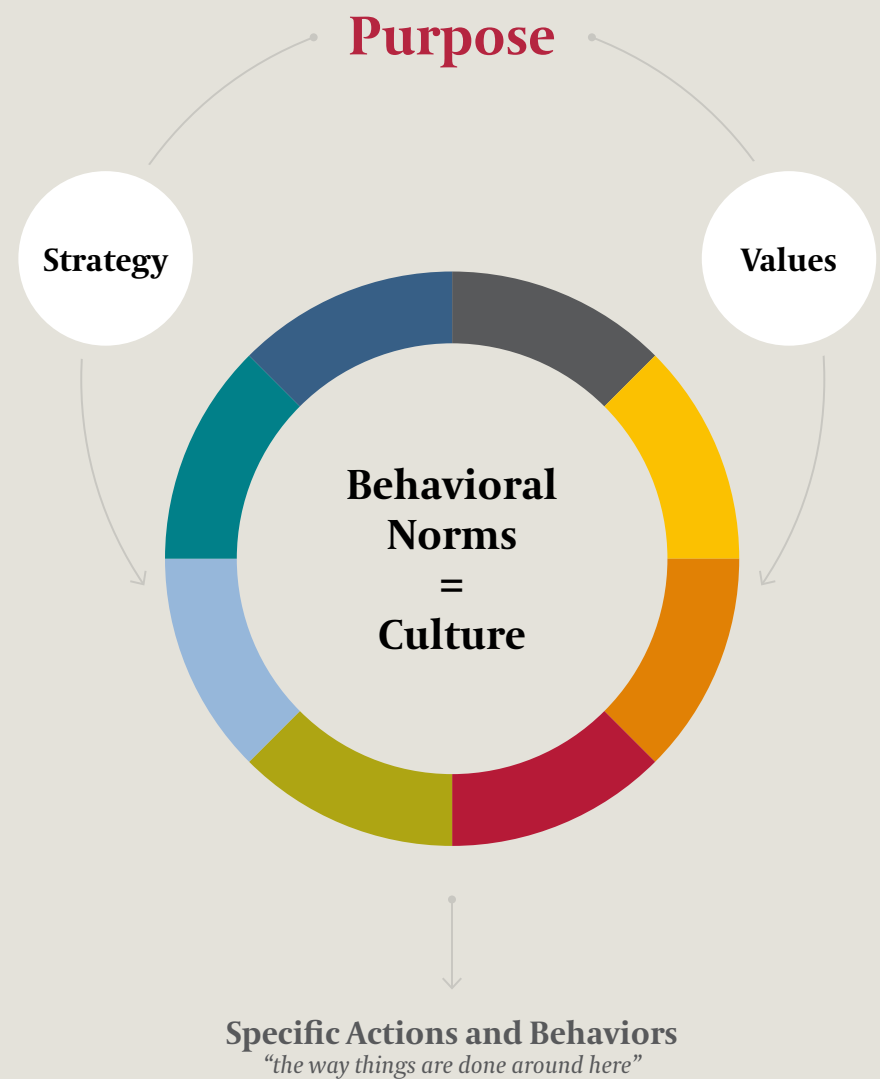 Purpose
Strategy
Values
Behavioral
Norms
=
Culture
Specific Actions and Behaviors
“the way things are done around here”